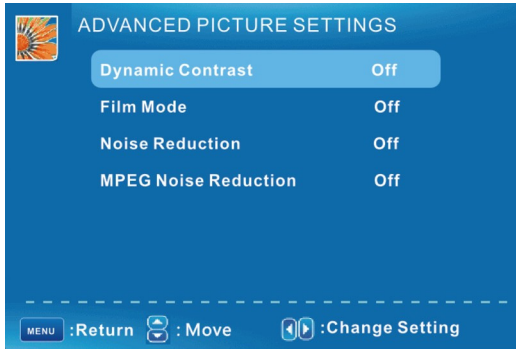 ADVANCED PICTURE SETTINGS
Dynamic Contrast Off
Film Mode Off
Noise Reduction Off
MPEG Noise Reduction Off
MENU :Return : Move :Change Setting